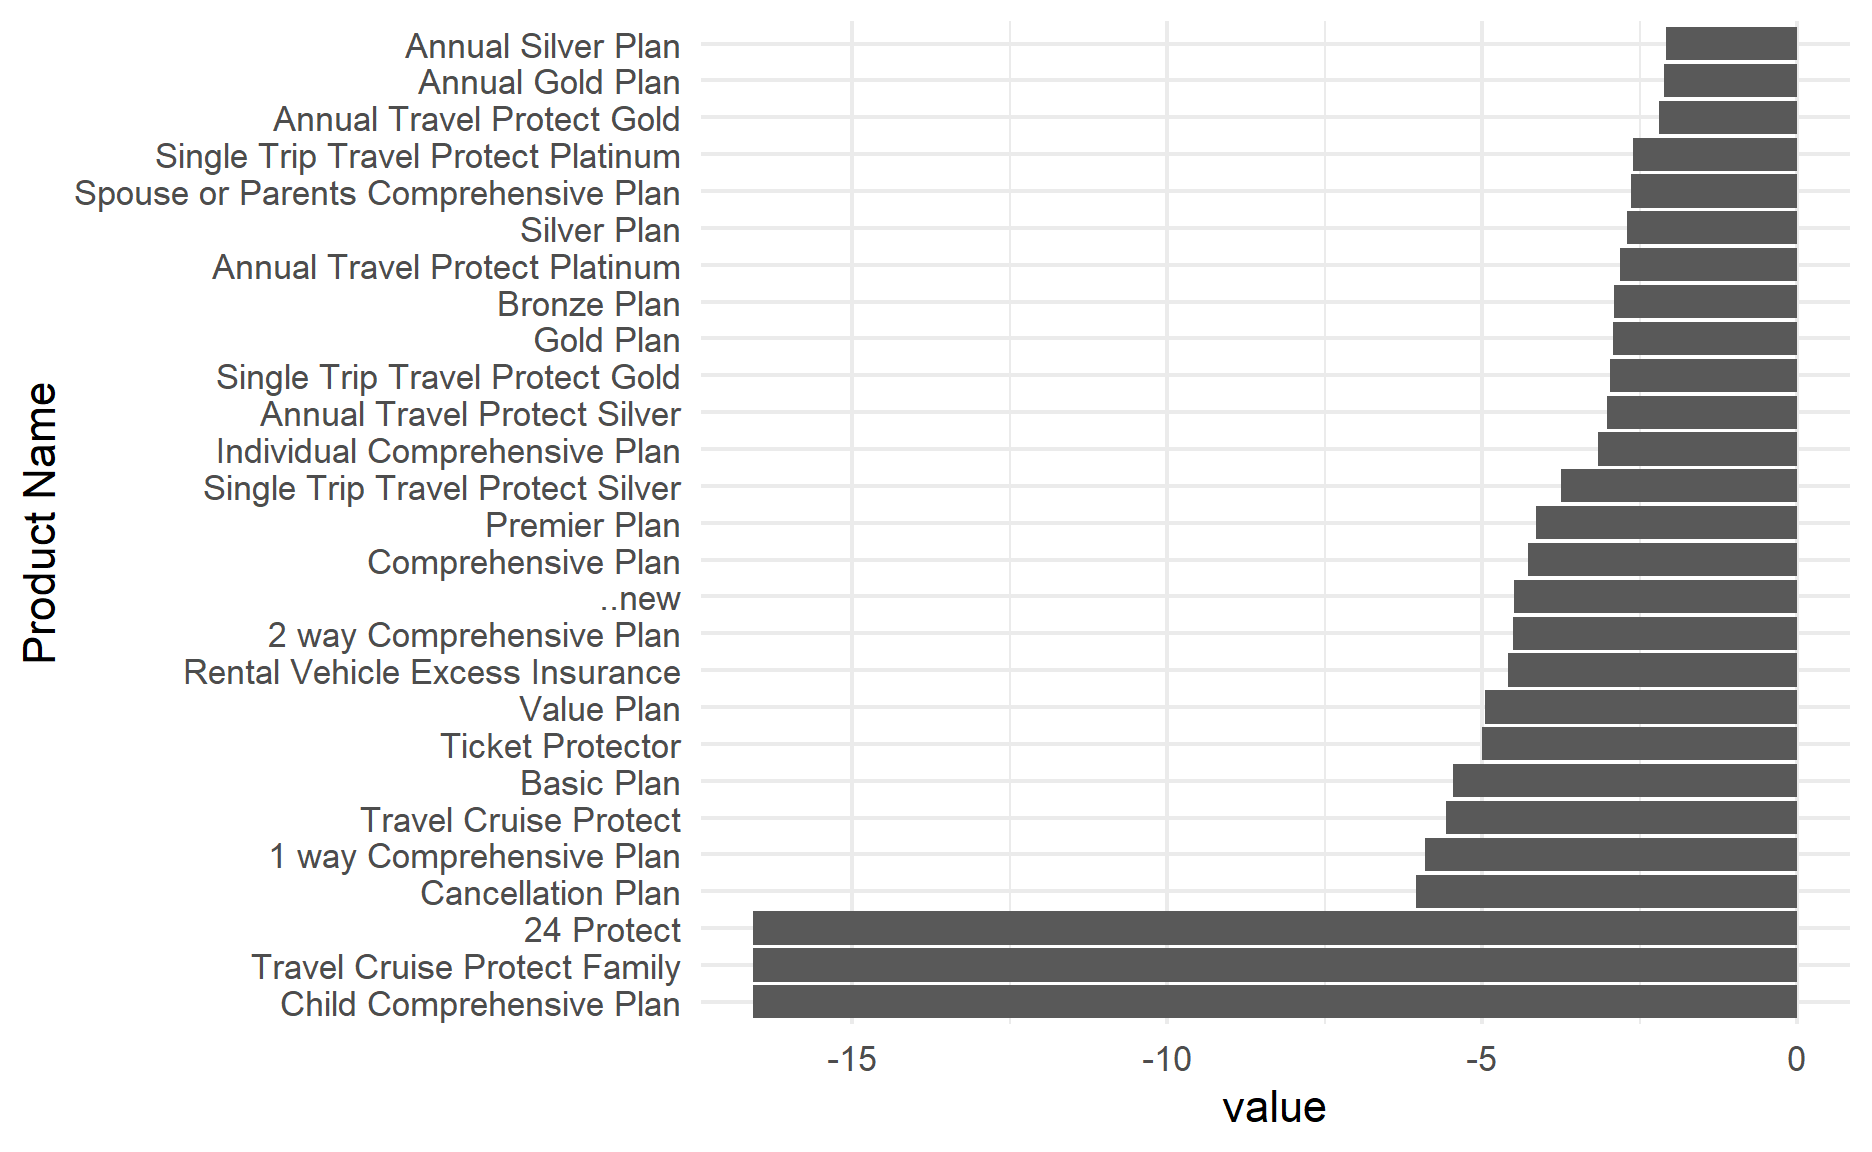 Annual Silver Plan
Annual Gold Plan
Annual Travel Protect Gold
Single Trip Travel Protect Platinum
Spouse or Parents Comprehensive Plan
Silver Plan
Annual Travel Protect Platinum
Bronze Plan
Gold Plan
Single Trip Travel Protect Gold
Annual Travel Protect Silver
Individual Comprehensive Plan
Single Trip Travel Protect Silver
Premier Plan
Comprehensive Plan
..new
2 way Comprehensive Plan
Rental Vehicle Excess Insurance
Value Plan
Ticket Protector
Basic Plan
Travel Cruise Protect
1 way Comprehensive Plan
Cancellation Plan
24 Protect
Travel Cruise Protect Family
Child Comprehensive Plan
Product Name
-15 -10 -5 0
value